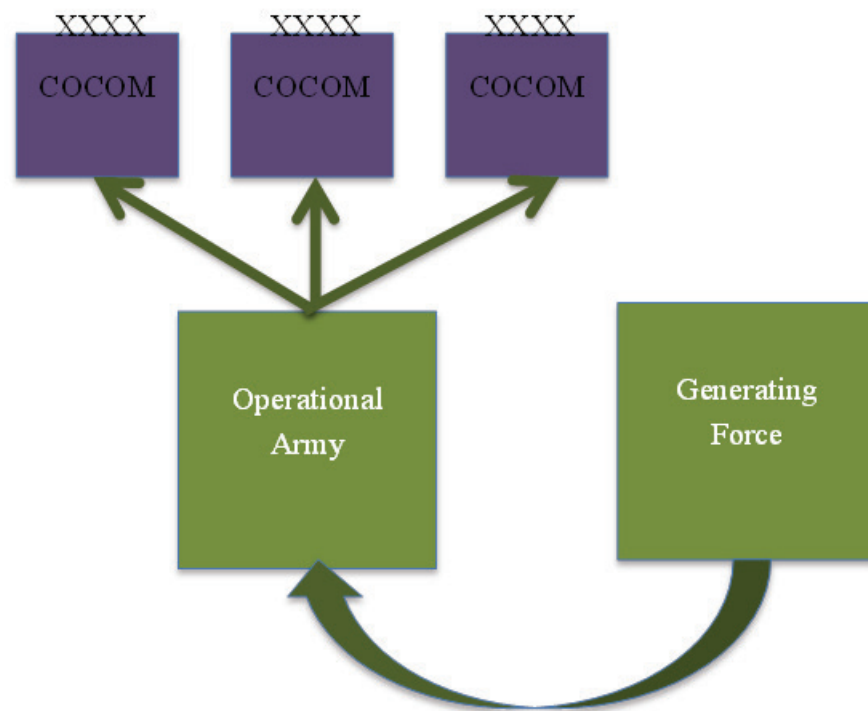 XXXX
XXXX
XXXX
COCOM
COCOM
COCOM
Operational
Army
Generating
Force